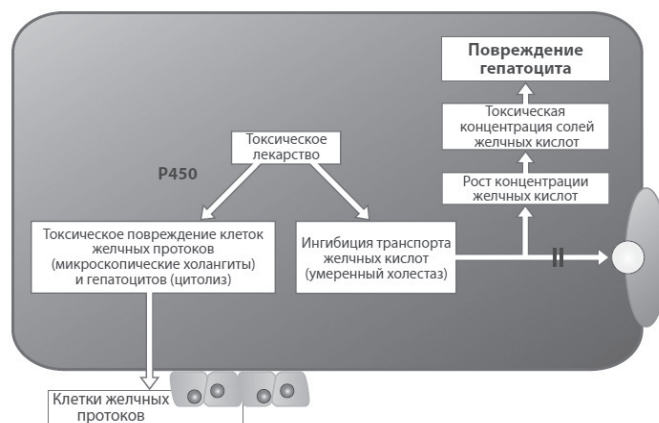 Повреждение
гепатоцита
Токсическая
концентрация солей
желчных кислот
Рост концентрации
желчных кислот
Токсическое
лекарство
P450
Токсическое повреждение клеток
желчных протоков
(микроскопические холангиты)
и гепатоцитов (цитолиз)
Ингибиция транспорта
желчных кислот
(умеренный холестаз)
Клетки желчных
протоков